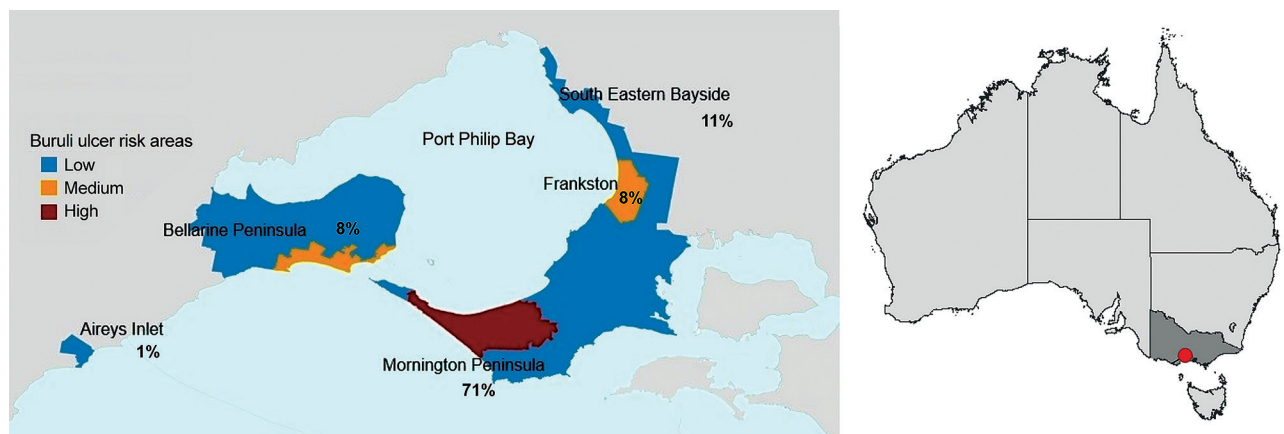 South Eastern Bayside
11%
Port Philip Bay
Buruli ulcer risk areas
Low
Medium
High
Frankston
8%
Bellarine Peninsula
8%
Aireys Inlet
1%
Mornington Peninsula
71%